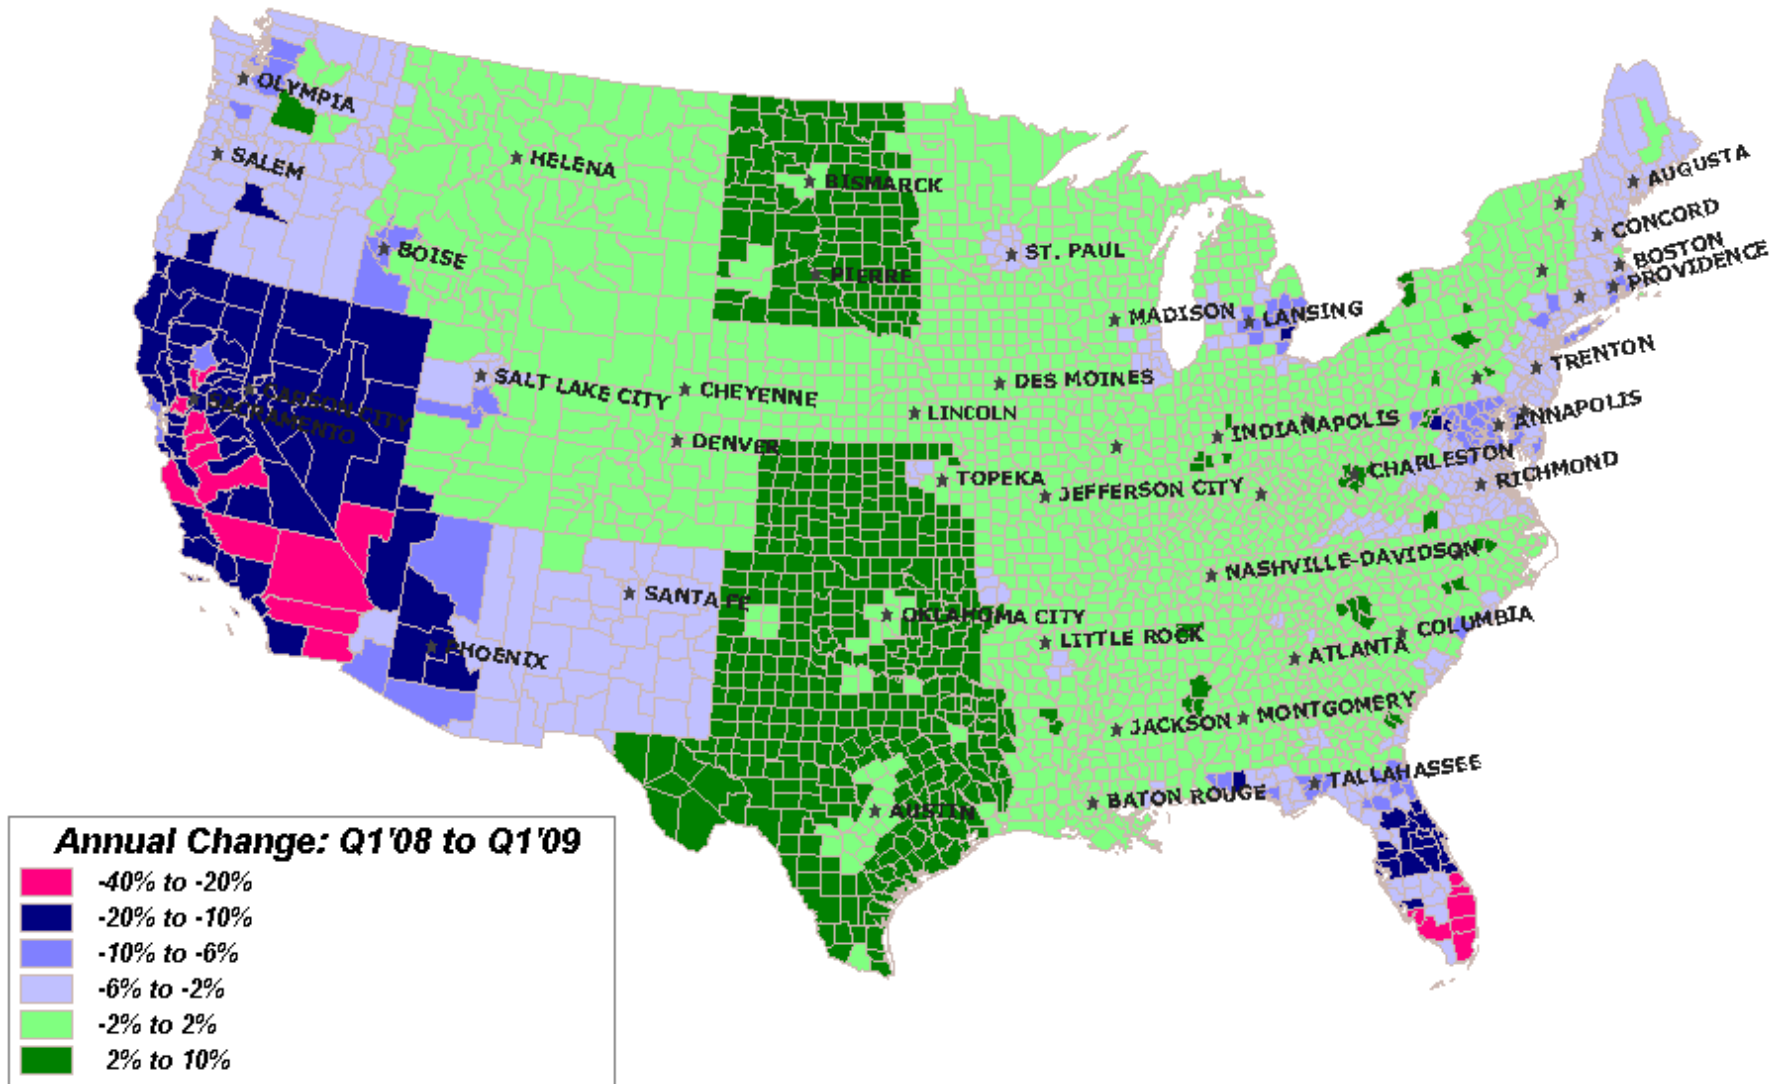 OLYMPIA
SALEM
HELENA
BISMARCK
AUGUSTA
CONCORD
BOSTON
PROVIDENCE
BOISE
ST. PAUL
PIERRE
MADISON
LANSING
TRENTON
SALT LAKE CITY
CHEYENNE
DES MOINES
CARSON CITY
SACRAMENTO
LINCOLN
INDIANAPOLIS
ANNAPOLIS
DENVER
TOPEKA
JEFFERSON CITY
CHARLESTON
RICHMOND
NASHVILLE-DAVIDSON
SANTA FE
OKLAHOMA CITY
LITTLE ROCK
COLUMBIA
PHOENIX
ATLANTA
JACKSON
MONTGOMERY
TALLAHASSEE
BATON ROUGE
AUSTIN
Annual Change: Q1'08 to Q1'09
-40% to -20%
-20% to -10%
-10% to -6%
-6% to -2%
-2% to 2%
2% to 10%